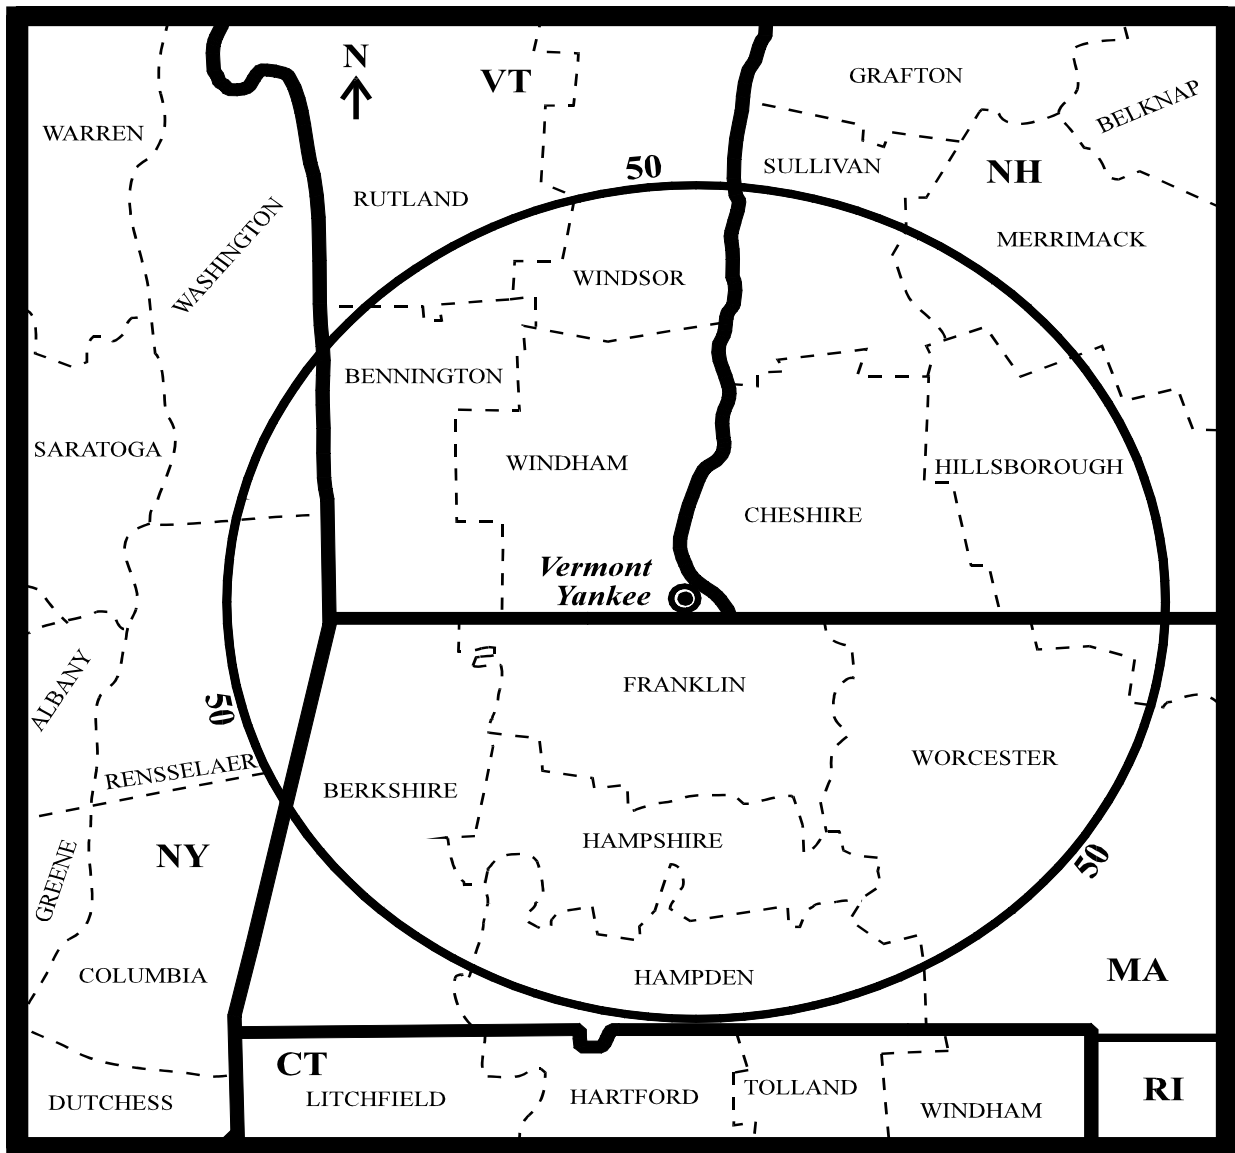 N
VT
GRAFTON
BELKNAP
WARREN
50
SULLIVAN
NH
RUTLAND
WASHINGTON
MERRIMACK
WINDSOR
BENNINGTON
SARATOGA
WINDHAM
HILLSBOROUGH
CHESHIRE
Vermont
Yankee
ALBANY
FRANKLIN
50
RENSSELAER
BERKSHIRE
WORCESTER
HAMPSHIRE
NY
50
GREENE
COLUMBIA
HAMPDEN
MA
CT
LITCHFIELD
HARTFORD
TOLLAND
RI
DUTCHESS
WINDHAM